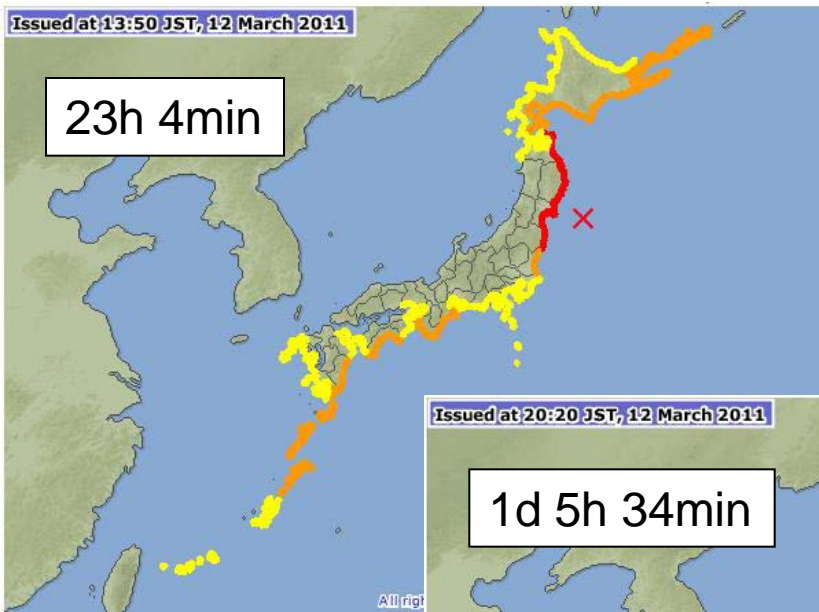 Issued at 13:50 JST, 12 March 2011
23h 4min
Issued at 20:20 JST, 12 March 2011
1d 5h 34min
All